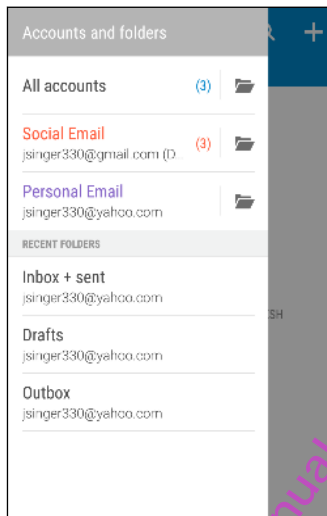 Accounts and folders
All accounts (3)
Social Email (3)
jsinger330@gmail.com (D...
Personal Email
jsinger330@yahoo.com
RECENT FOLDERS
Inbox + sent
jsinger330@yahoo.com
Drafts
jsinger330@yahoo.com
Outbox
jsinger330@yahoo.com